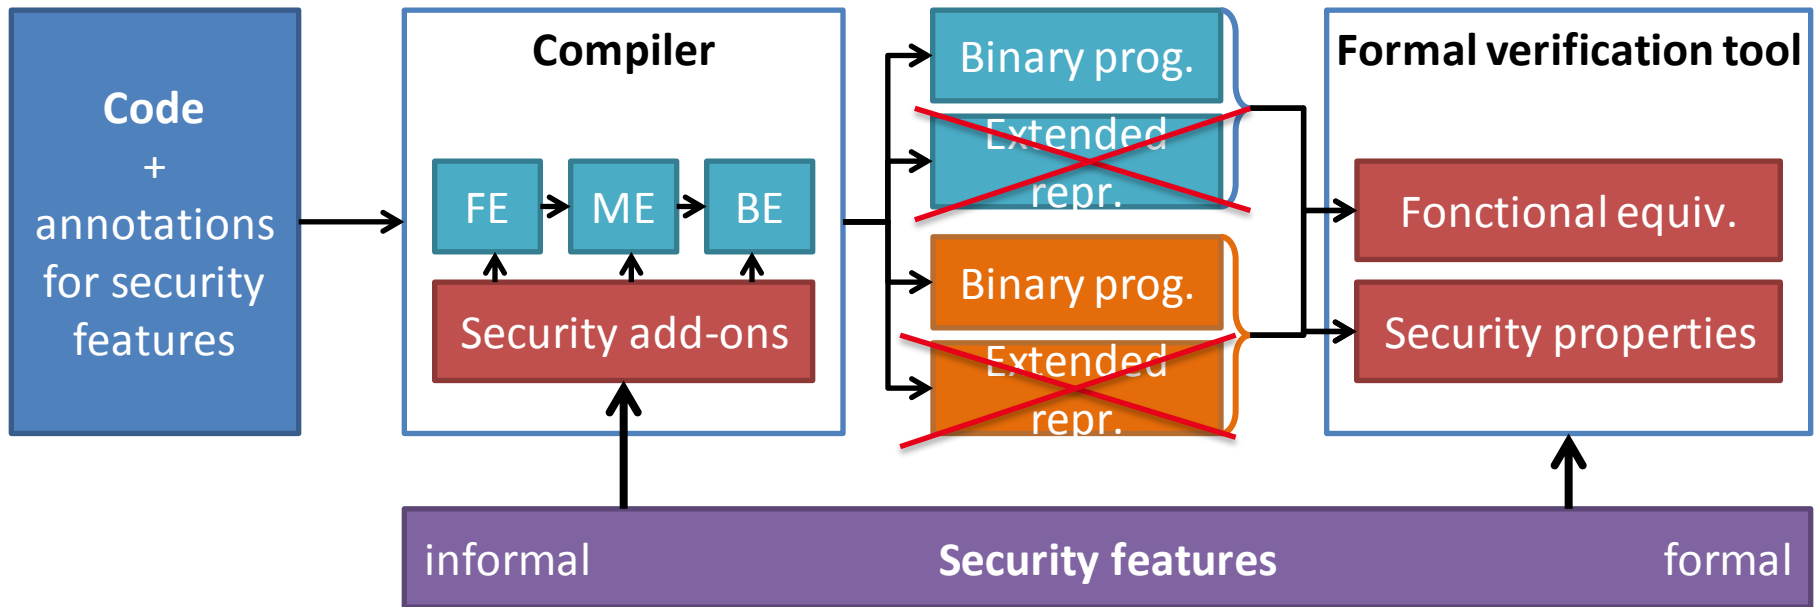 Code
+
annotations
for security
features
Compiler
FE
ME
BE
Security add-ons
Binary prog.
Extended
repr.
Binary prog.
Extended
repr.
Formal verification tool
Fonctional equiv.
Security properties
informal
Security features
formal